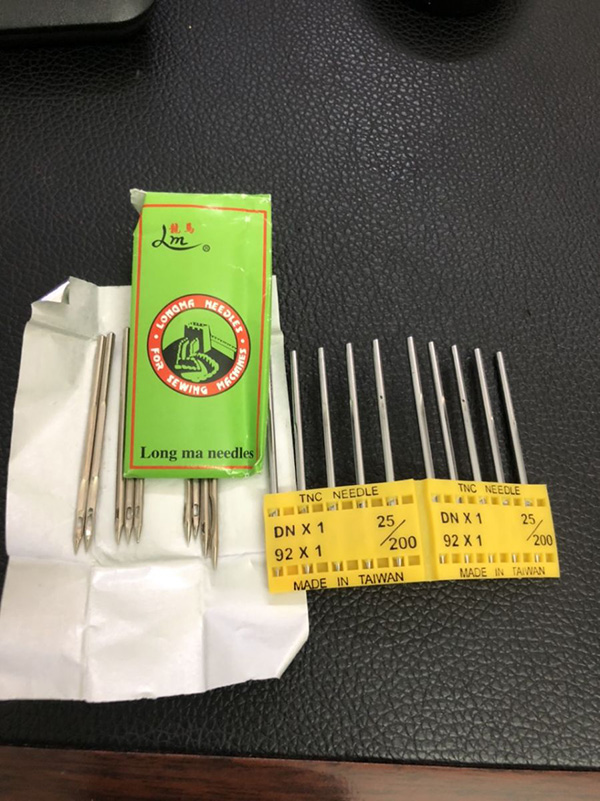 龍馬
Lm ®
LONGMA NEEDLES
FOR SEWING MACHINES
Long ma needles
TNC NEEDLE
DN X 1 25/200
92 X 1
MADE IN TAIWAN
TNC NEEDLE
DN X 1 25/200
92 X 1
MADE IN TAIWAN